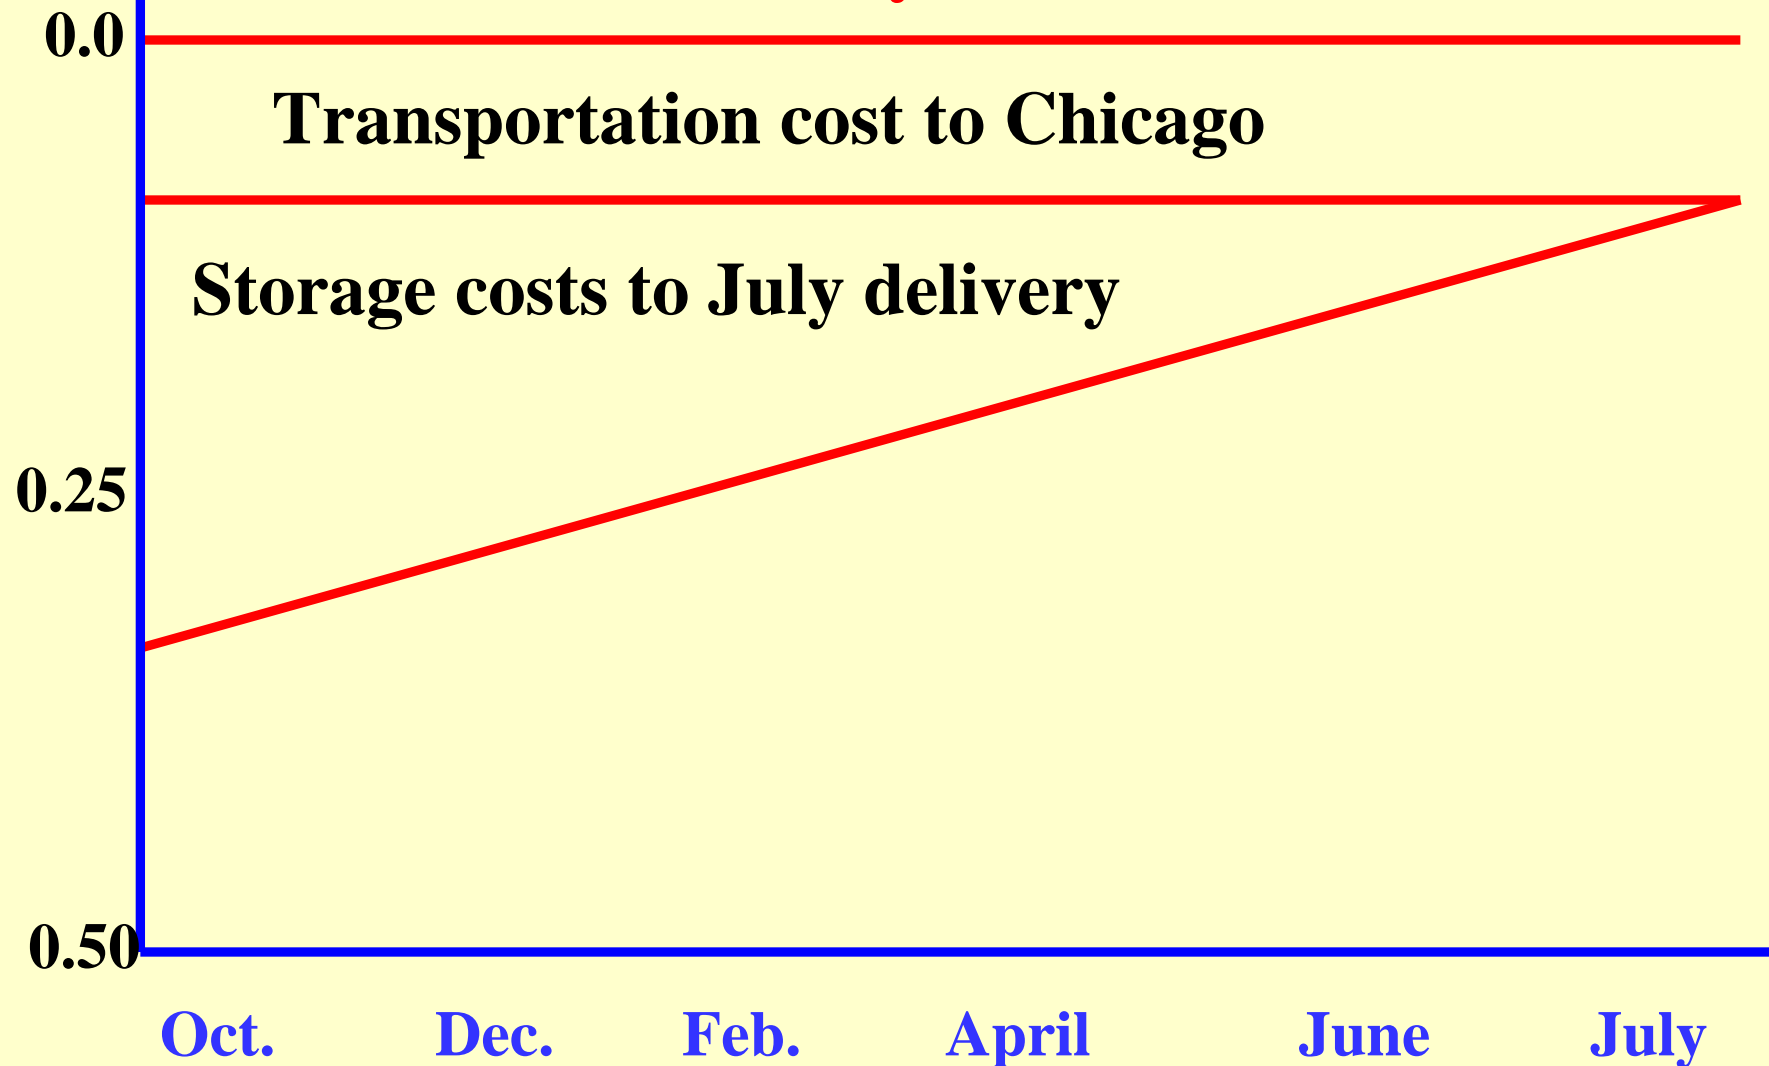 0.0
Transportation cost to Chicago
Storage costs to July delivery
0.25
0.50
Oct. Dec. Feb. April June July